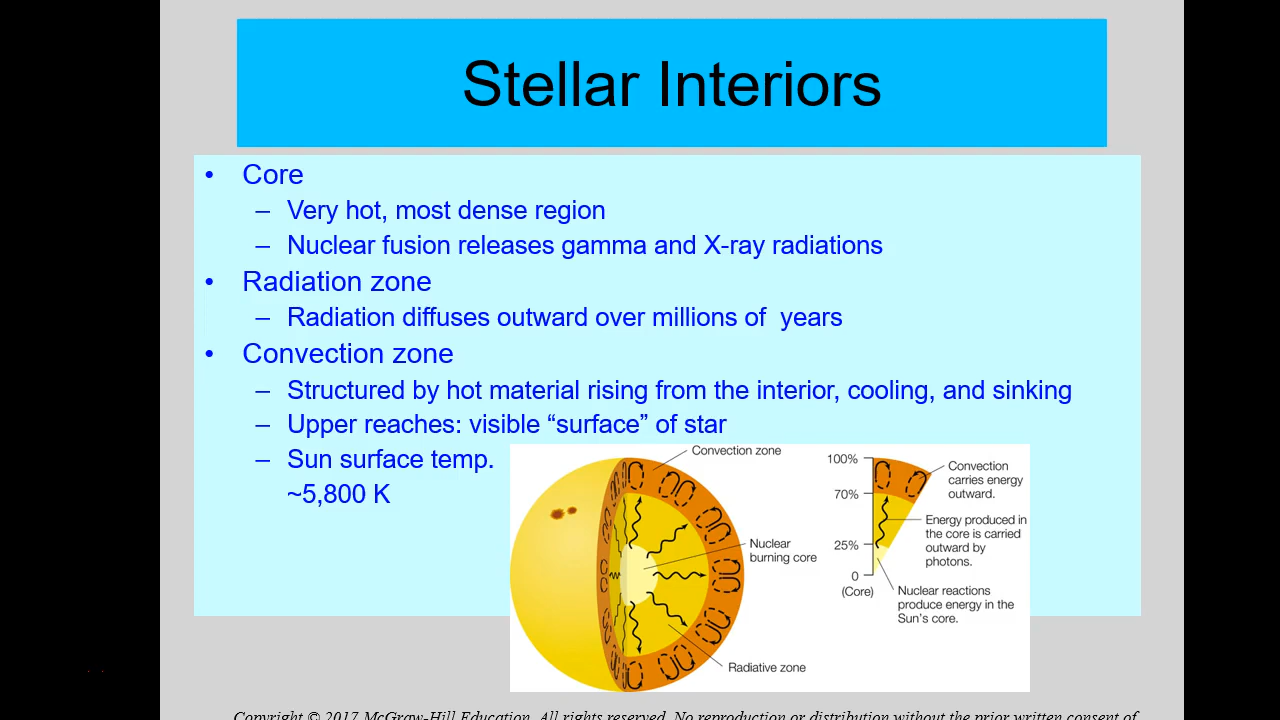 Stellar Interiors
• Core
– Very hot, most dense region
– Nuclear fusion releases gamma and X-ray radiations
• Radiation zone
– Radiation diffuses outward over millions of  years
• Convection zone
– Structured by hot material rising from the interior, cooling, and sinking
– Upper reaches: visible “surface” of star
– Sun surface temp.
~5,800 K
Convection zone
Nuclear
burning core
Radiative zone
100%
70%
25%
0
(Core)
Convection
carries energy
outward.
Energy produced in
the core is carried
outward by
photons.
Nuclear reactions
produce energy in the
Sun's core.
Copyright © 2017 McGraw-Hill Education. All rights reserved. No reproduction or distribution without the prior written consent of